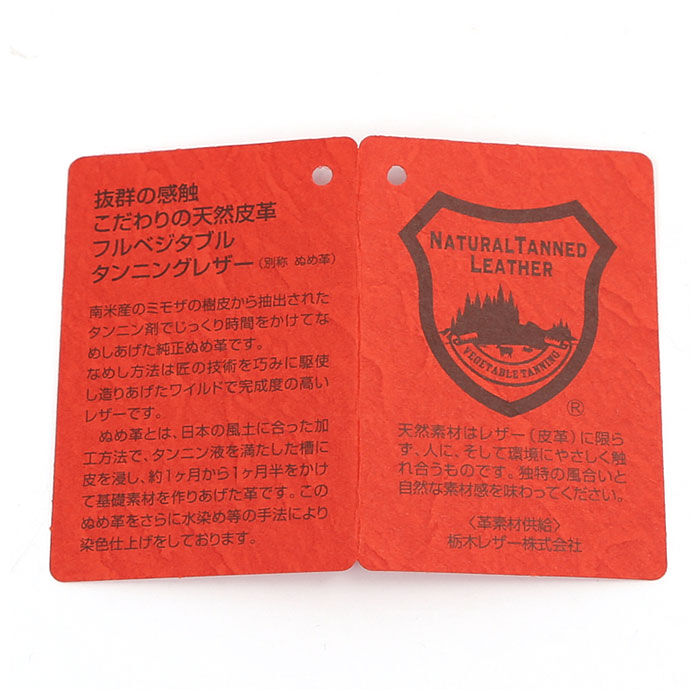 抜群の感触
こだわりの天然皮革
フルベジタブル
タンニングレザー（別称 ぬめ革）
南米産のミモザの樹皮から抽出された
タンニン剤でじっくり時間をかけてな
めしあげた純正ぬめ革です。
なめし方法は匠の技術を巧みに駆使
し造りあげたワイルドで完成度の高い
レザーです。
ぬめ革とは、日本の風土に合った加
工方法で、タンニン液を満たした槽に
皮を浸し、約1ヶ月から1ヶ月半をかけ
て基礎素材を作りあげた革です。この
ぬめ革をさらに水染め等の手法により
染色仕上げをしております。
NATURAL TANNED
LEATHER
VEGETABLE TANNING
®
天然素材はレザー（皮革）に限ら
ず、人に、そして環境にやさしく触
れ合うものです。独特の風合いと
自然な素材感を味わってください。
〈革素材供給〉
栃木レザー株式会社